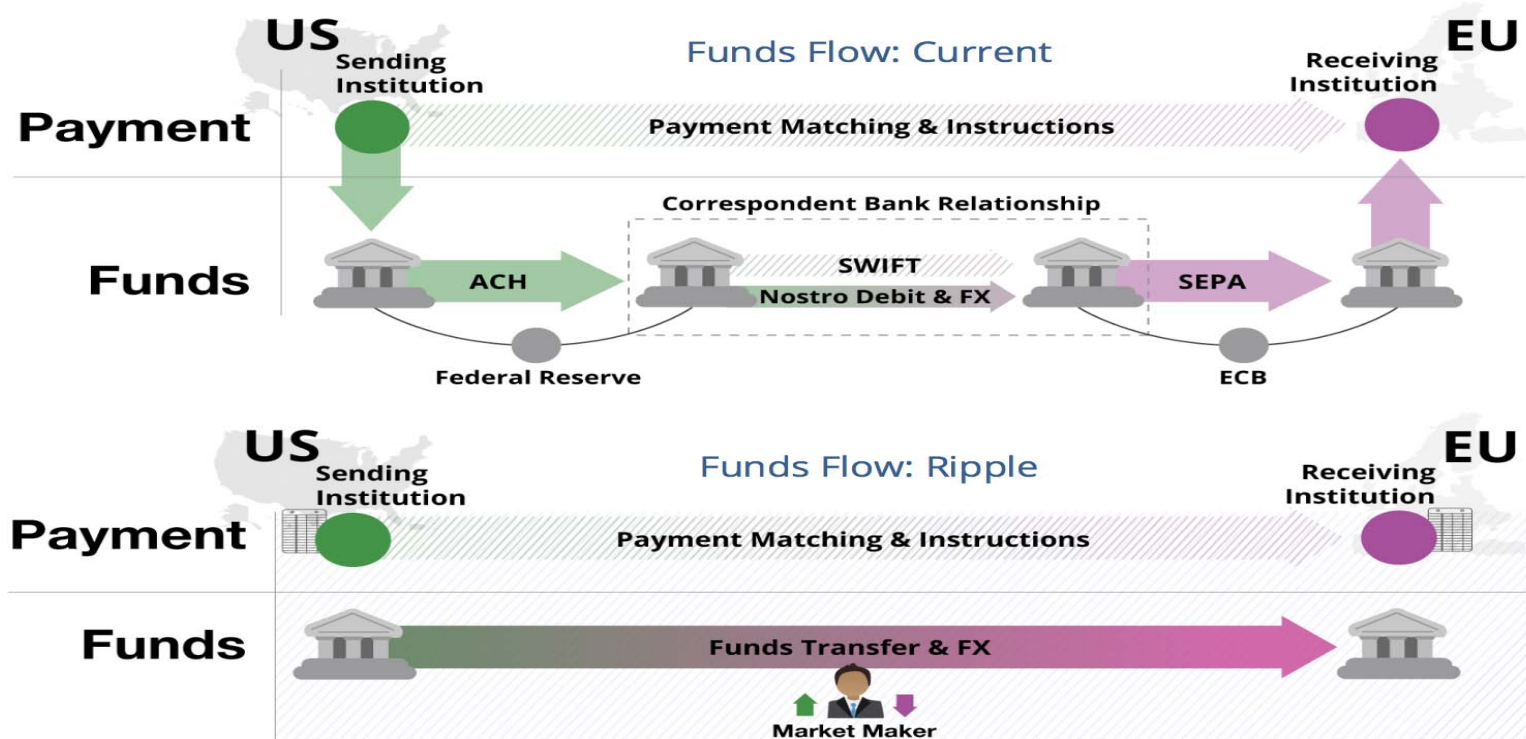 US
EU
Funds Flow: Current
Sending
Institution
Receiving
Institution
Payment
Payment Matching & Instructions
Correspondent Bank Relationship
Funds
ACH
SWIFT
Nostro Debit & FX
SEPA
Federal Reserve
ECB
US
EU
Funds Flow: Ripple
Sending
Institution
Receiving
Institution
Payment
Payment Matching & Instructions
Funds
Funds Transfer & FX
Market Maker